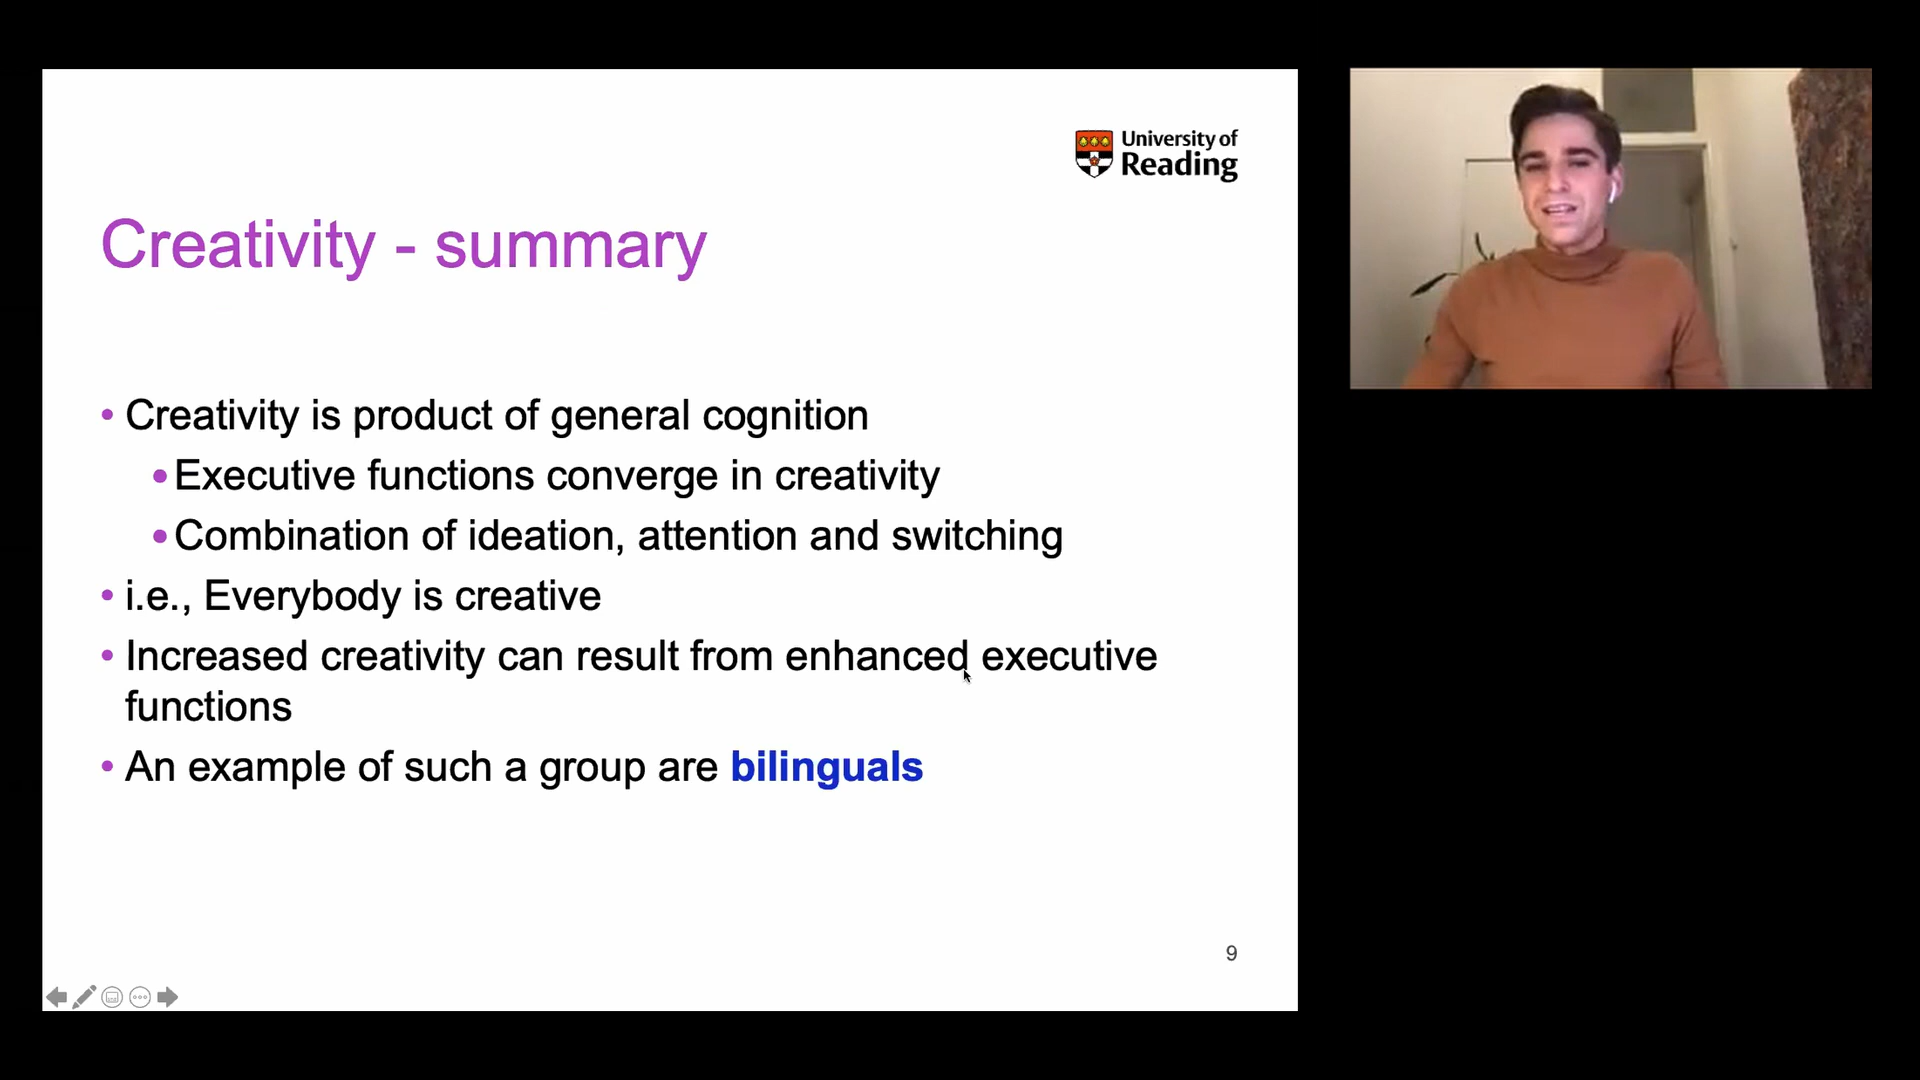 University of
Reading
Creativity - summary
• Creativity is product of general cognition
• Executive functions converge in creativity
• Combination of ideation, attention and switching
• i.e., Everybody is creative
• Increased creativity can result from enhanced executive
functions
• An example of such a group are bilinguals
9